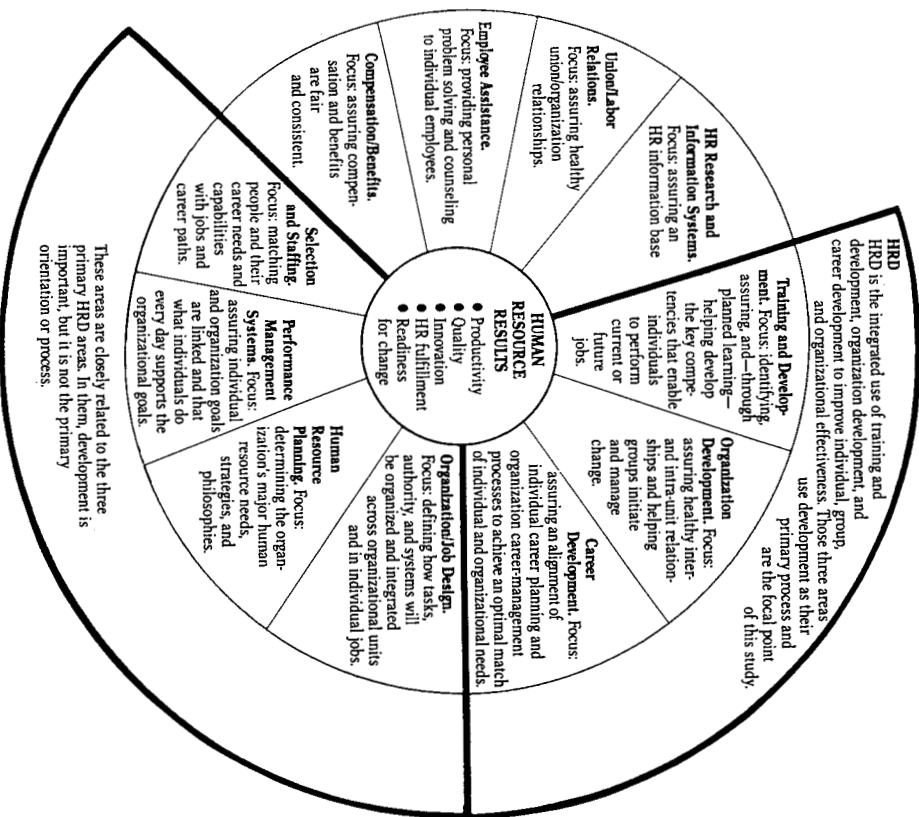 HRD
HRD is the integrated use of training and
development, organization development, and
career development to improve individual, group,
and organizational effectiveness. Those three areas
use development as their
primary process and
are the focal point
of this study.
Training and Develop-
ment. Focus: identifying,
assuring, and—through
planned learning—
helping develop
the key compe-
tencies that enable
individuals
to perform
current or
future
jobs.
Organization
Development. Focus:
assuring healthy inter-
and intra-unit relation-
ships and helping
groups initiate
and manage
change.
Career
Development. Focus:
assuring an alignment of
individual career planning and
organization career-management
processes to achieve an optimal match
of individual and organizational needs.
Organization/Job Design.
Focus: defining how tasks,
authority, and systems will
be organized and integrated
across organizational units
and in individual jobs.
Human
Resource
Planning. Focus:
determining the organ-
ization's major human
resource needs,
strategies, and
philosophies.
Performance
Management
Systems. Focus:
assuring individual
and organization goals
are linked and that
what individuals do
every day supports the
organizational goals.
Selection
and Staffing.
Focus: matching
people and their
career needs and
capabilities
with jobs and
career paths.
Compensation/Benefits.
Focus: assuring compen-
sation and benefits
are fair
and consistent.
Employee Assistance.
Focus: providing personal
problem solving and counseling
to individual employees.
Union/Labor
Relations.
Focus: assuring healthy
union/organization
relationships.
HR Research and
Information Systems.
Focus: assuring an
HR information base
HUMAN
RESOURCE
RESULTS
● Productivity
● Quality
● Innovation
● HR fulfillment
● Readiness
for change
These areas are closely related to the three
primary HRD areas. In them, development is
important, but it is not the primary
orientation or process.